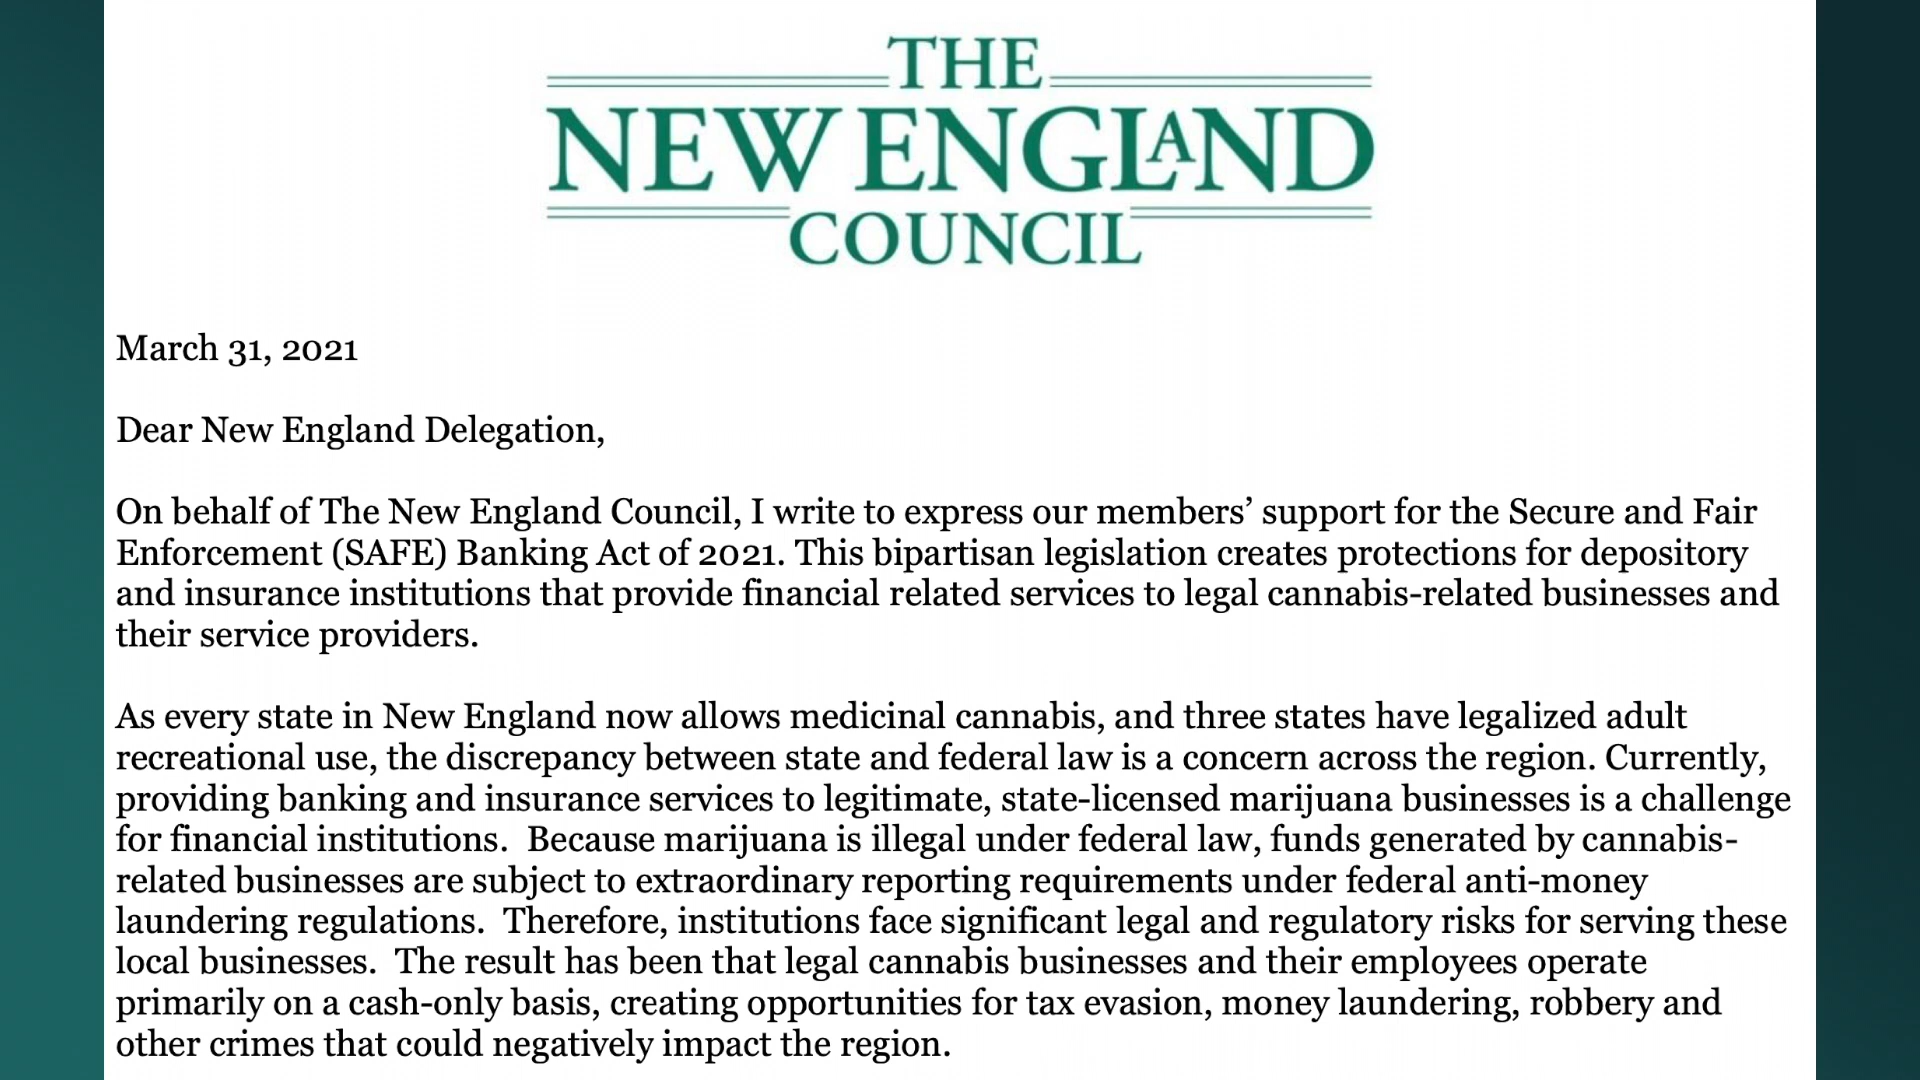 THE
NEW ENGLAND
COUNCIL
March 31, 2021
Dear New England Delegation,
On behalf of The New England Council, I write to express our members’ support for the Secure and Fair
Enforcement (SAFE) Banking Act of 2021. This bipartisan legislation creates protections for depository
and insurance institutions that provide financial related services to legal cannabis-related businesses and
their service providers.
As every state in New England now allows medicinal cannabis, and three states have legalized adult
recreational use, the discrepancy between state and federal law is a concern across the region. Currently,
providing banking and insurance services to legitimate, state-licensed marijuana businesses is a challenge
for financial institutions.  Because marijuana is illegal under federal law, funds generated by cannabis-
related businesses are subject to extraordinary reporting requirements under federal anti-money
laundering regulations.  Therefore, institutions face significant legal and regulatory risks for serving these
local businesses.  The result has been that legal cannabis businesses and their employees operate
primarily on a cash-only basis, creating opportunities for tax evasion, money laundering, robbery and
other crimes that could negatively impact the region.